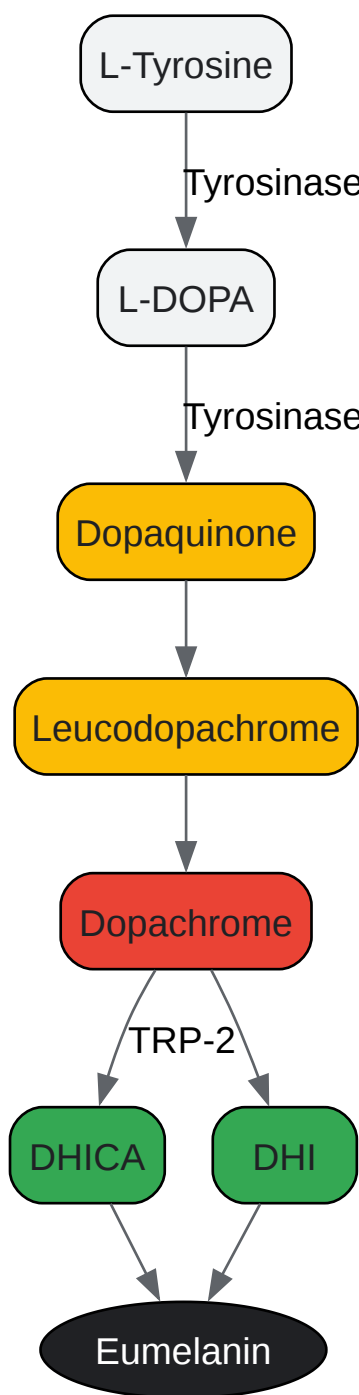 L-Tyrosine
Tyrosinase
L-DOPA
Tyrosinase
Dopaquinone
Leucodopachrome
Dopachrome
TRP-2
DHICA
DHI
Eumelanin